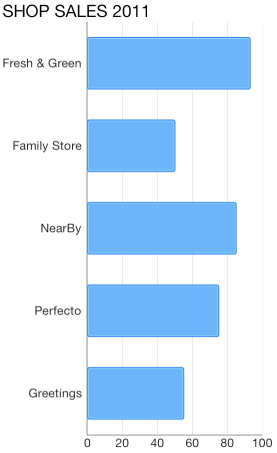 SHOP SALES 2011
Fresh & Green
Family Store
NearBy
Perfecto
Greetings
0 20 40 60 80 100